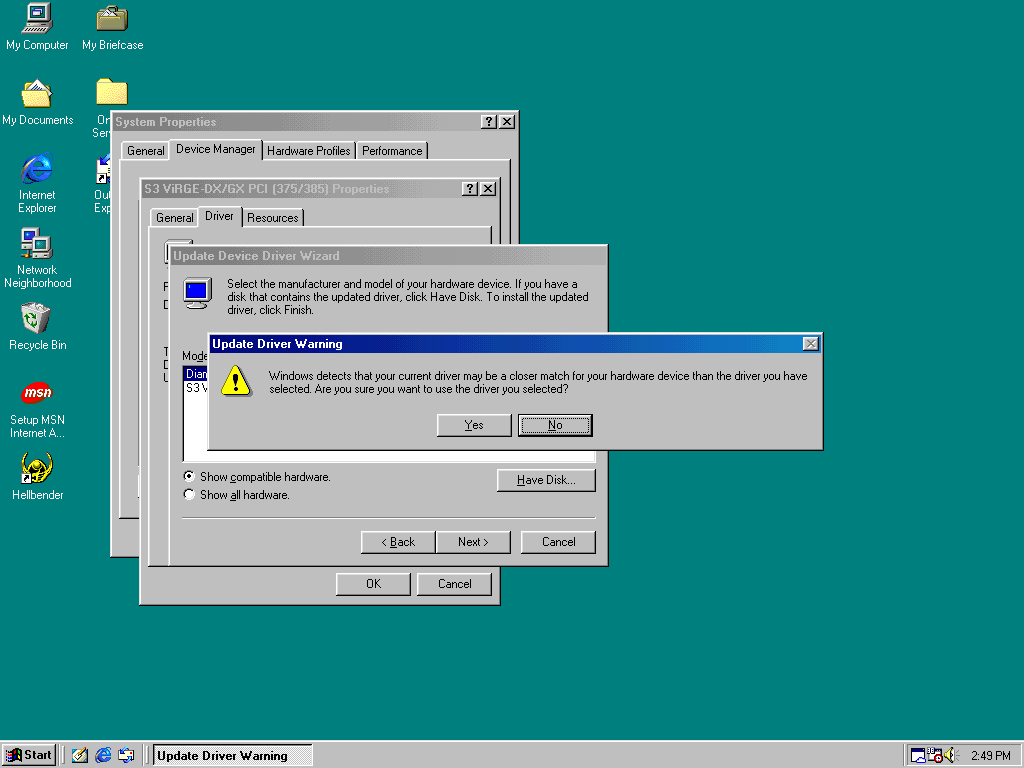 My Computer
My Briefcase
My Documents
Internet
Explorer
Network
Neighborhood
Recycle Bin
msn
Setup MSN
Internet A...
Hellbender
System Properties
General
Device Manager
Hardware Profiles
Performance
S3 ViRGE-DX/GX PCI (375/385) Properties
General
Driver
Resources
Update Device Driver Wizard
Select the manufacturer and model of your hardware device. If you have a
disk that contains the updated driver, click Have Disk. To install the updated
driver, click Finish.
Update Driver Warning
Windows detects that your current driver may be a closer match for your hardware device than the driver you have
selected. Are you sure you want to use the driver you selected?
Yes
No
Show compatible hardware.
Show all hardware.
Have Disk...
< Back
Next >
Cancel
OK
Cancel
Start
Update Driver Warning
2:49 PM